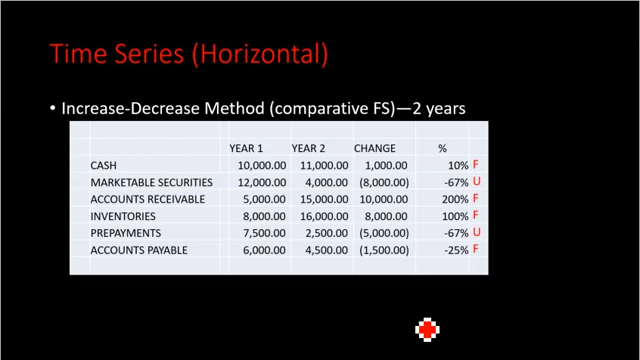 Time Series (Horizontal)
• Increase-Decrease Method (comparative FS)—2 years
YEAR 1 YEAR 2 CHANGE %
CASH 10,000.00 11,000.00 1,000.00 10% F
MARKETABLE SECURITIES 12,000.00 4,000.00 (8,000.00) -67% U
ACCOUNTS RECEIVABLE 5,000.00 15,000.00 10,000.00 200% F
INVENTORIES 8,000.00 16,000.00 8,000.00 100% F
PREPAYMENTS 7,500.00 2,500.00 (5,000.00) -67% U
ACCOUNTS PAYABLE 6,000.00 4,500.00 (1,500.00) -25% F